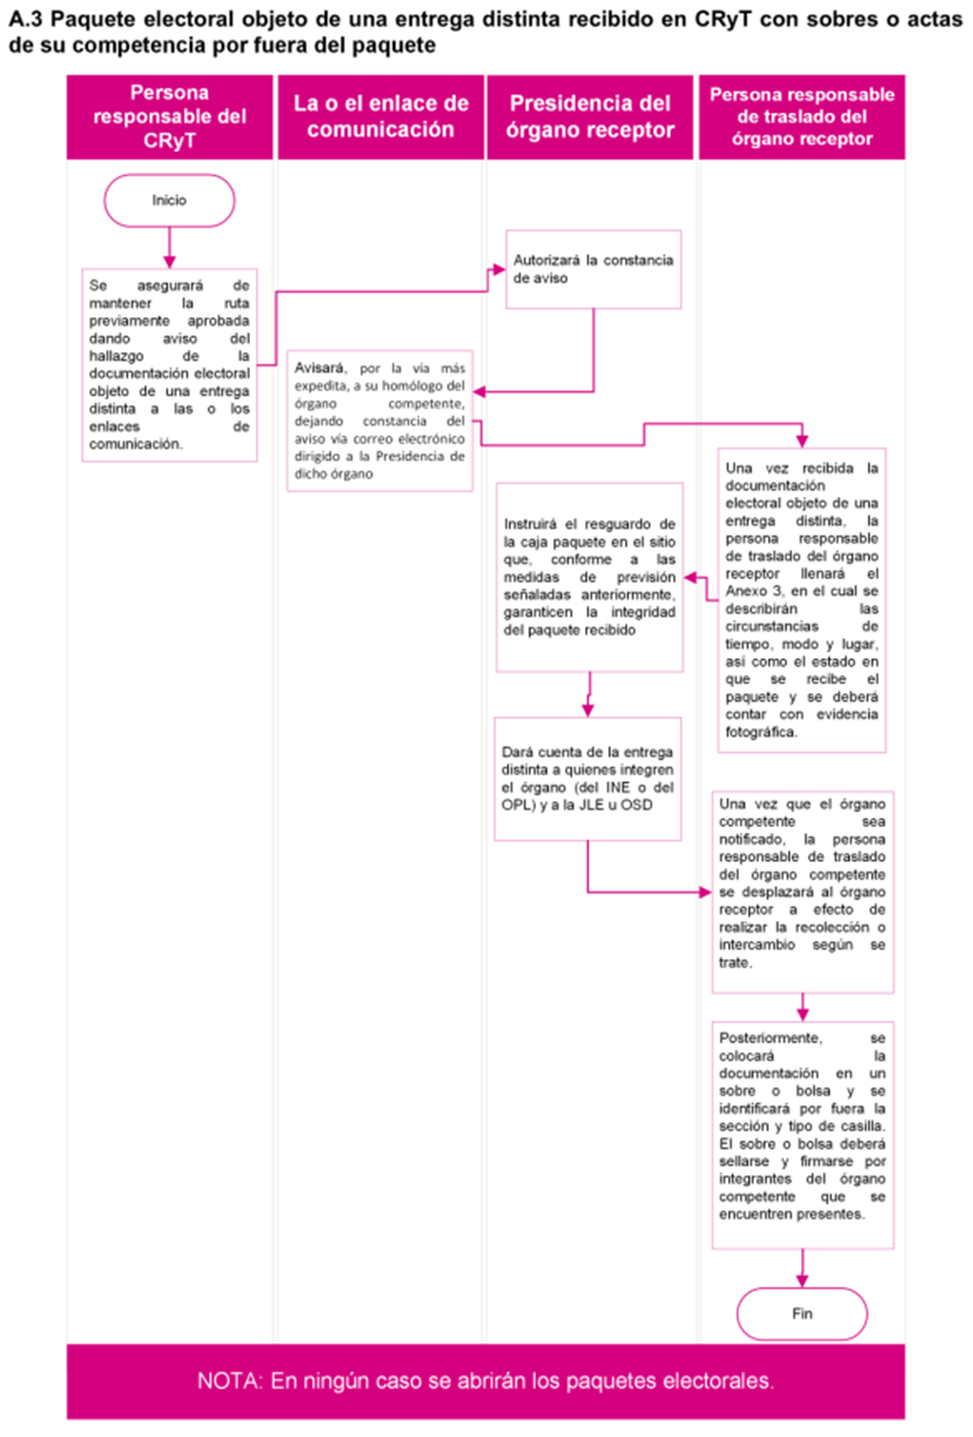 A.3 Paquete electoral objeto de una entrega distinta recibido en CRyT con sobres o actas
de su competencia por fuera del paquete
Persona
responsable del
CRyT
La o el enlace de
comunicación
Presidencia del
órgano receptor
Persona responsable
de traslado del
órgano receptor
Inicio
Se asegurará de
mantener la ruta
previamente aprobada
dando aviso del
hallazgo de la
documentación electoral
objeto de una entrega
distinta a las o los
enlaces de
comunicación.
Autorizará la constancia
de aviso
Avisará, por la vía más
expedita, a su homólogo del
órgano competente,
dejando constancia del
aviso vía correo electrónico
dirigido a la Presidencia de
dicho órgano
Una vez recibida la
documentación
electoral objeto de una
entrega distinta, la
persona responsable
de traslado del órgano
receptor llenará el
Anexo 3, en el cual se
describirán las
circunstancias de
tiempo, modo y lugar,
así como el estado en
que se recibe el
paquete y se deberá
contar con evidencia
fotográfica.
Instruirá el resguardo de
la caja paquete en el sitio
que, conforme a las
medidas de previsión
señaladas anteriormente,
garanticen la integridad
del paquete recibido
Dará cuenta de la entrega
distinta a quienes integren
el órgano (del INE o del
OPL) y a la JLE u OSD
Una vez que el órgano
competente sea
notificado, la persona
responsable de traslado
del órgano competente
se desplazará al órgano
receptor a efecto de
realizar la recolección o
intercambio según se
trate.
Posteriormente, se
colocará la
documentación en un
sobre o bolsa y se
identificará por fuera la
sección y tipo de casilla.
El sobre o bolsa deberá
sellarse y firmarse por
integrantes del órgano
competente que se
encuentren presentes.
Fin
NOTA: En ningún caso se abrirán los paquetes electorales.